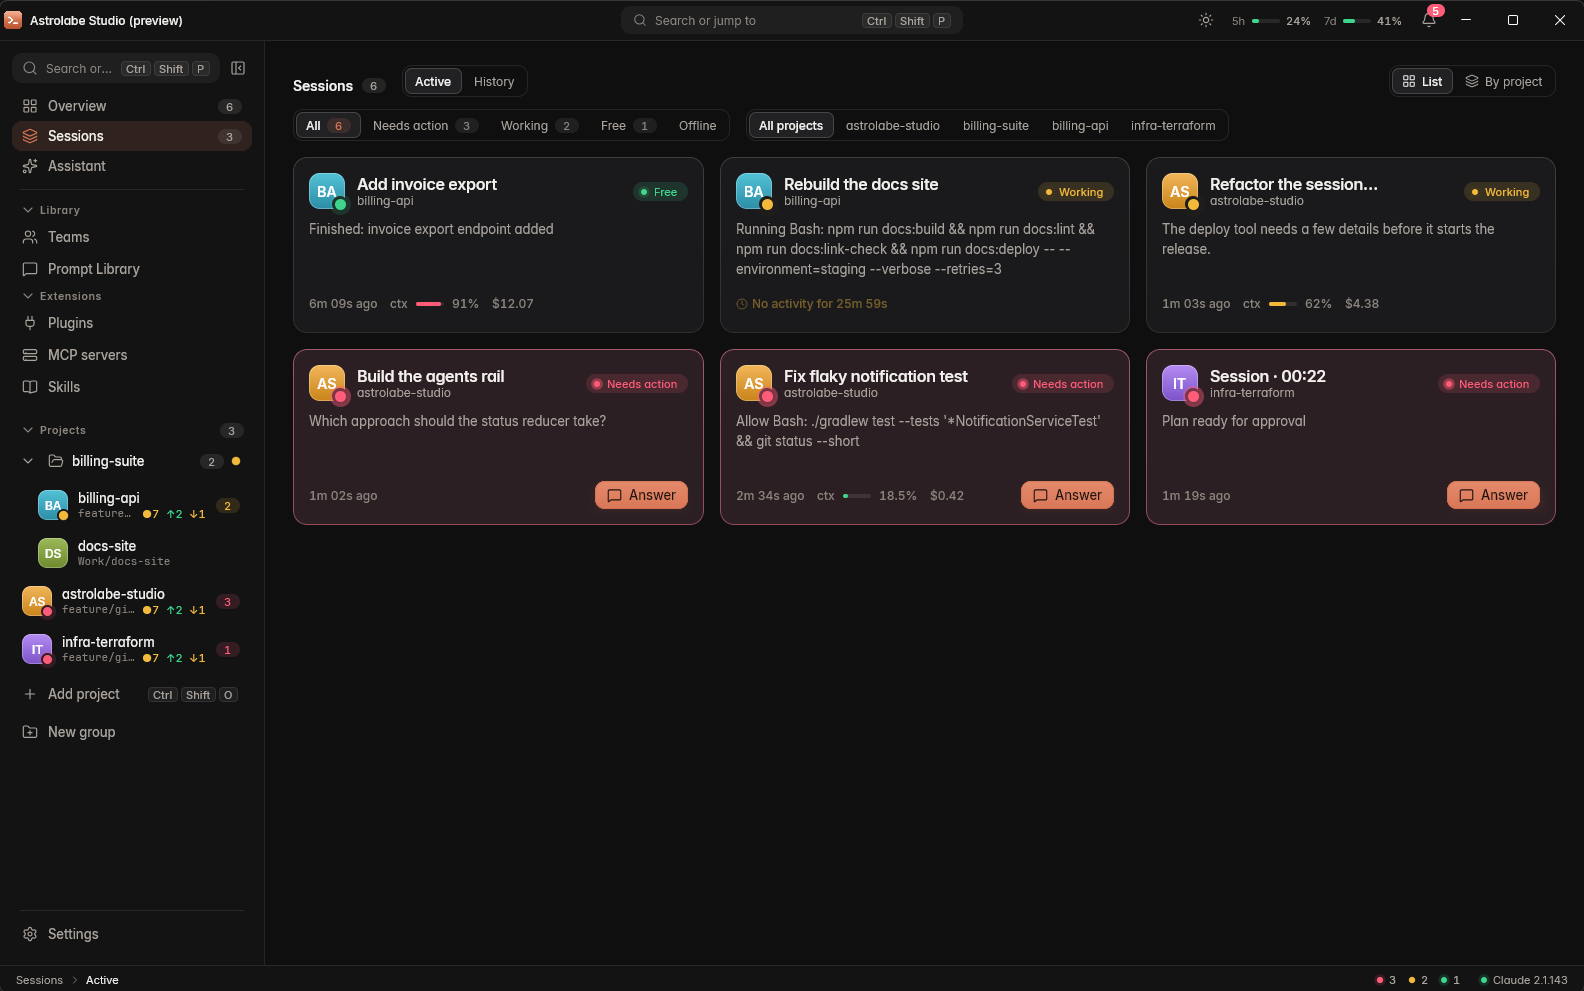 Astrolabe Studio (preview)
Search or jump to Ctrl Shift P
5h 24% 7d 41% 5
Search or... Ctrl Shift P
Overview 6
Sessions 3
Assistant
Library
Teams
Prompt Library
Extensions
Plugins
MCP servers
Skills
Projects 3
billing-suite 2
BA billing-api
feature… 7 ↑2 ↓1 2
DS docs-site
Work/docs-site
AS astrolabe-studio
feature/gi… 7 ↑2 ↓1 3
IT infra-terraform
feature/gi… 7 ↑2 ↓1 1
Add project Ctrl Shift O
New group
Settings
Sessions 6 Active History
List By project
All 6 Needs action 3 Working 2 Free 1 Offline
All projects astrolabe-studio billing-suite billing-api infra-terraform
BA Add invoice export
billing-api
Free
Finished: invoice export endpoint added
6m 09s ago ctx 91% $12.07
BA Rebuild the docs site
billing-api
Working
Running Bash: npm run docs:build && npm run docs:lint &&
npm run docs:link-check && npm run docs:deploy -- --
environment=staging --verbose --retries=3
No activity for 25m 59s
AS Refactor the session…
astrolabe-studio
Working
The deploy tool needs a few details before it starts the
release.
1m 03s ago ctx 62% $4.38
AS Build the agents rail
astrolabe-studio
Needs action
Which approach should the status reducer take?
1m 02s ago Answer
AS Fix flaky notification test
astrolabe-studio
Needs action
Allow Bash: ./gradlew test --tests '*NotificationServiceTest'
&& git status --short
2m 34s ago ctx 18.5% $0.42 Answer
IT Session · 00:22
infra-terraform
Needs action
Plan ready for approval
1m 19s ago Answer
Sessions > Active
3 2 1 Claude 2.1.143